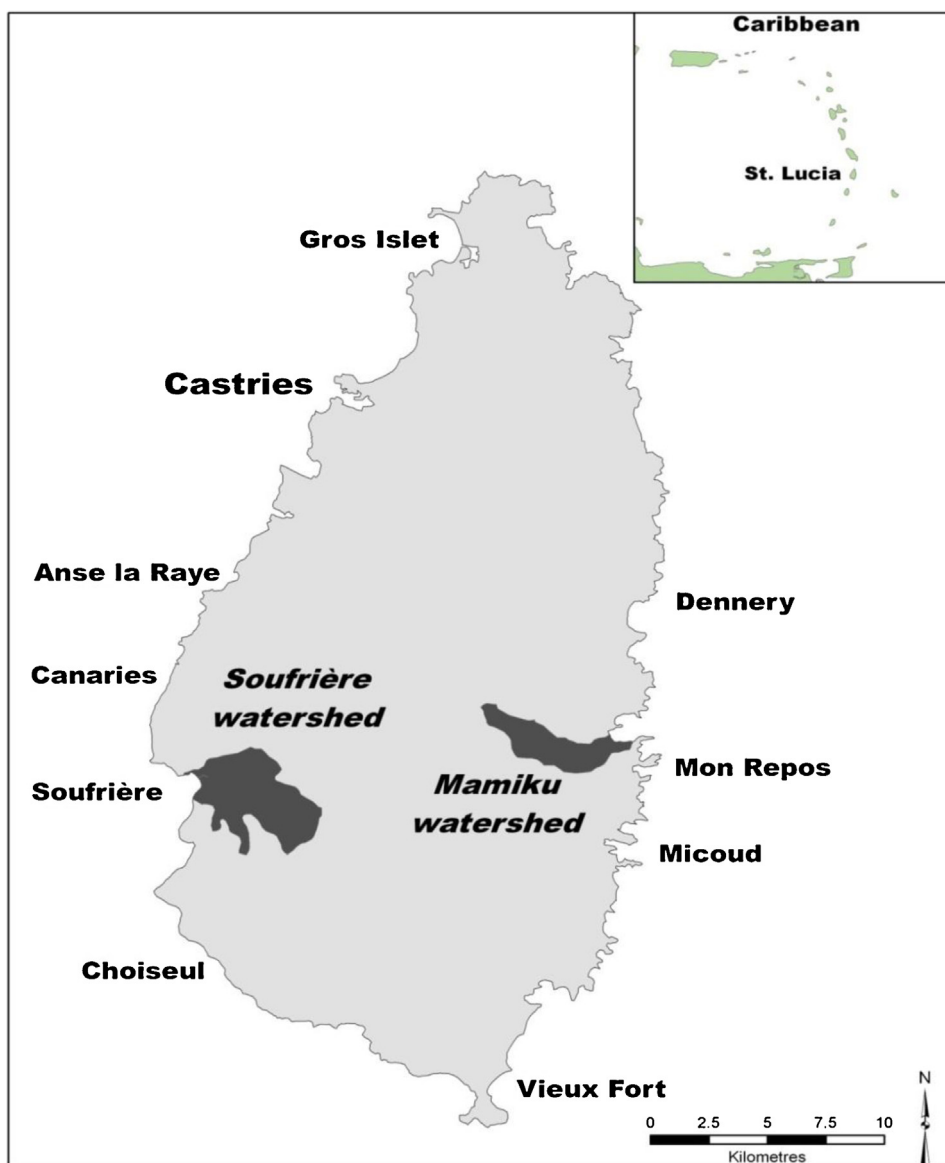 Caribbean
St. Lucia
Gros Islet
Castries
Anse la Raye
Dennery
Canaries
Soufrière
watershed
Soufrière
Mon Repos
Mamiku
watershed
Micoud
Choiseul
Vieux Fort
N
0 2.5 5 7.5 10
Kilometres